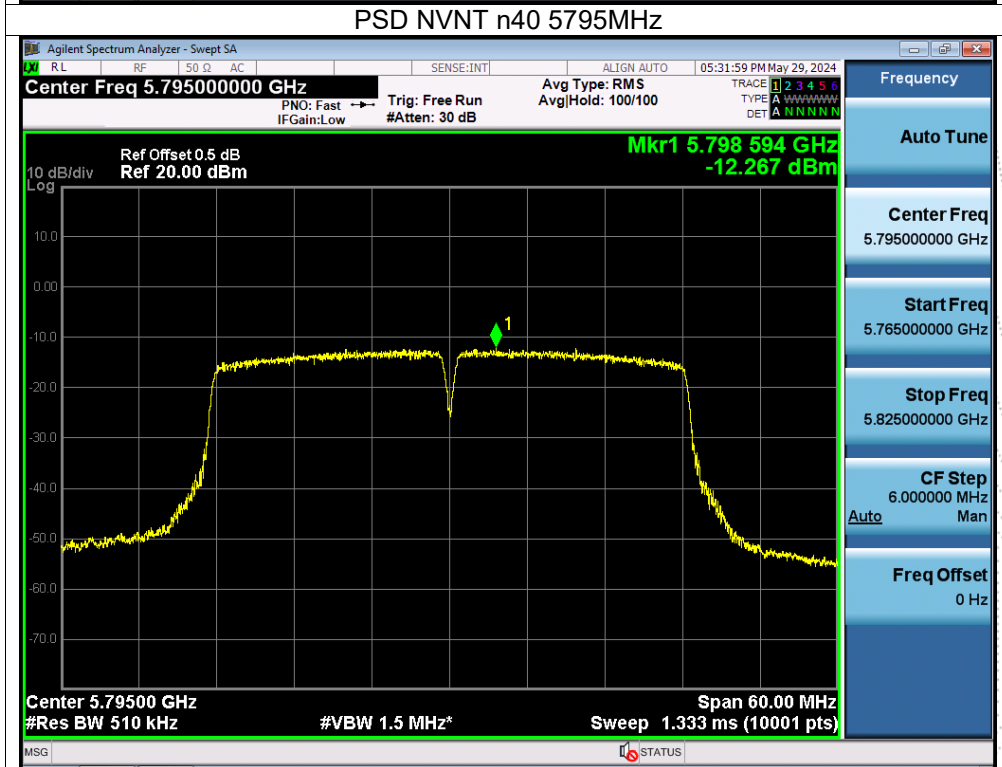 PSD NVNT n40 5795MHz
Agilent Spectrum Analyzer - Swept SA
LXI RL RF 50 Ω AC SENSE:INT ALIGN AUTO 05:31:59 PM May 29, 2024
Center Freq 5.795000000 GHz
PNO: Fast
IFGain:Low
Trig: Free Run
#Atten: 30 dB
Avg Type: RMS
Avg|Hold: 100/100
TRACE 1 2 3 4 5 6
TYPE A WWWWW
DET A N N N N N
Ref Offset 0.5 dB
10 dB/div Ref 20.00 dBm
Log
Mkr1 5.798 594 GHz
-12.267 dBm
10.0
0.00
-10.0
-20.0
-30.0
-40.0
-50.0
-60.0
-70.0
1
Center 5.79500 GHz Span 60.00 MHz
#Res BW 510 kHz #VBW 1.5 MHz* Sweep 1.333 ms (10001 pts)
MSG STATUS
Frequency
Auto Tune
Center Freq
5.795000000 GHz
Start Freq
5.765000000 GHz
Stop Freq
5.825000000 GHz
CF Step
6.000000 MHz
Auto Man
Freq Offset
0 Hz